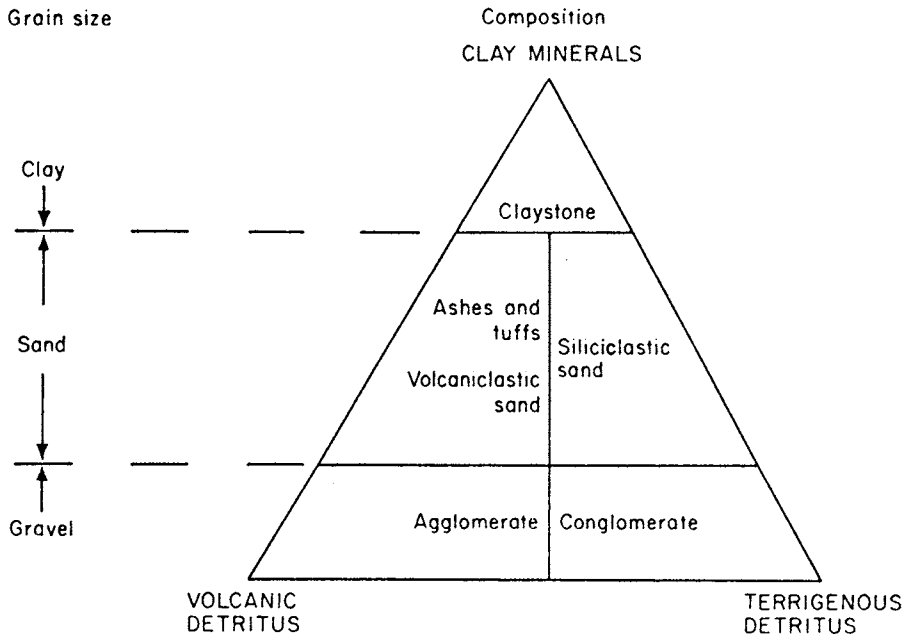 Grain size
Composition
CLAY MINERALS
Clay
Claystone
Ashes and
tuffs
Sand
Siliciclastic
sand
Volcaniclastic
sand
Gravel
Agglomerate
Conglomerate
VOLCANIC
DETRITUS
TERRIGENOUS
DETRITUS